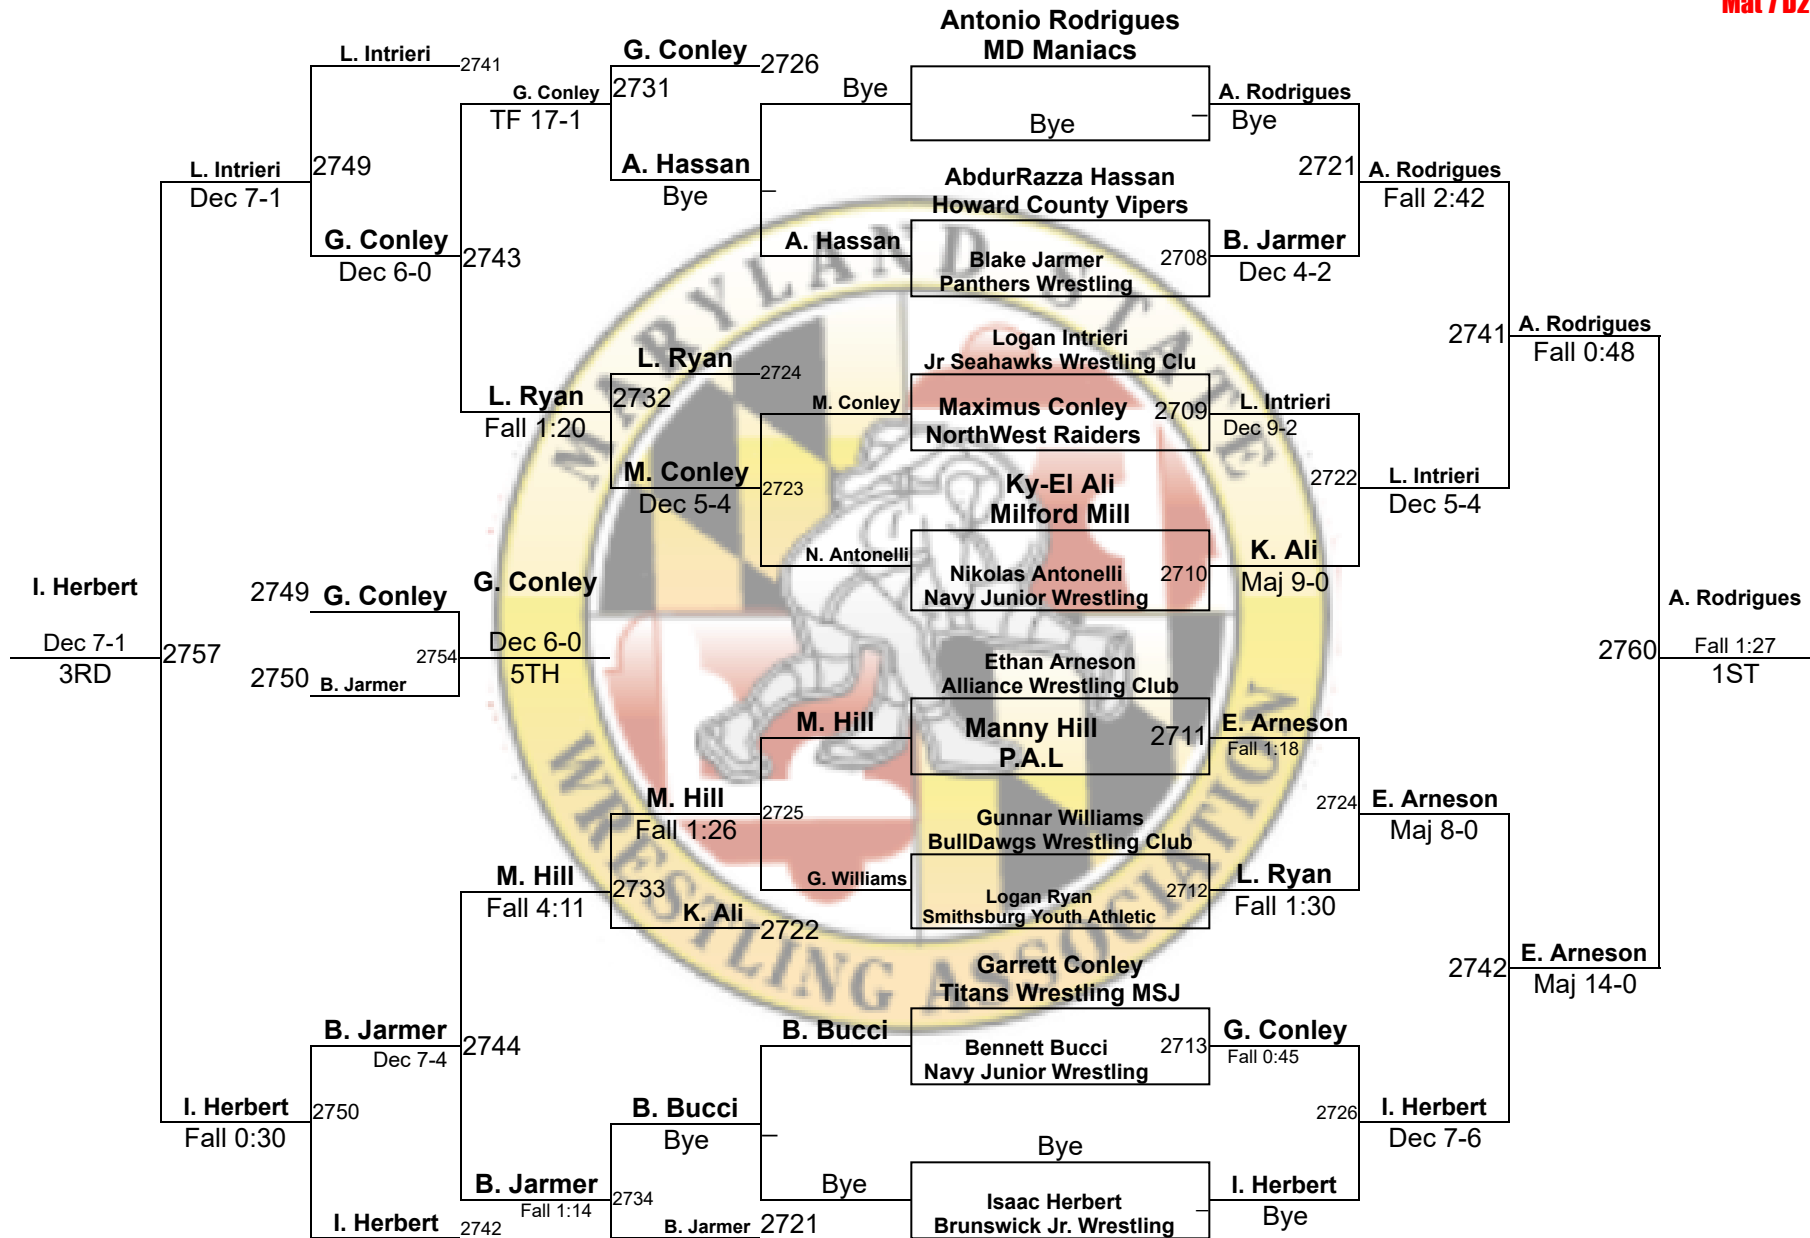 Mat 7 D2
Antonio Rodrigues
MD Maniacs
L. Intrieri 2741
G. Conley 2726
G. Conley 2731
TF 17-1
Bye
A. Rodrigues
Bye
Bye
L. Intrieri 2749
Dec 7-1
A. Hassan
Bye
AbdurRazza Hassan
Howard County Vipers
2721 A. Rodrigues
Fall 2:42
G. Conley 2743
Dec 6-0
A. Hassan
Blake Jarmer 2708
Panthers Wrestling
B. Jarmer
Dec 4-2
MARYLAND STATE
Logan Intrieri
Jr Seahawks Wrestling Clu
2741 A. Rodrigues
Fall 0:48
L. Ryan 2724
L. Ryan 2732
Fall 1:20
M. Conley
Maximus Conley 2709
NorthWest Raiders
L. Intrieri
Dec 9-2
M. Conley 2723
Dec 5-4
Ky-El Ali
Milford Mill
2722 L. Intrieri
Dec 5-4
N. Antonelli
Nikolas Antonelli 2710
Navy Junior Wrestling
K. Ali
Maj 9-0
I. Herbert
Dec 7-1 2757
3RD
2749 G. Conley
G. Conley
2754 Dec 6-0
5TH
2750 B. Jarmer
A. Rodrigues
2760 Fall 1:27
1ST
Ethan Arneson
Alliance Wrestling Club
M. Hill
Manny Hill 2711
P.A.L
E. Arneson
Fall 1:18
M. Hill 2725
Fall 1:26
Gunnar Williams
BullDawgs Wrestling Club
2724 E. Arneson
Maj 8-0
M. Hill 2733
Fall 4:11
G. Williams
Logan Ryan 2712
Smithsburg Youth Athletic
L. Ryan
Fall 1:30
K. Ali 2722
WRESTLING ASSOCIATION
Garrett Conley
Titans Wrestling MSJ
2742 E. Arneson
Maj 14-0
B. Jarmer 2744
Dec 7-4
B. Bucci
Bennett Bucci 2713
Navy Junior Wrestling
G. Conley
Fall 0:45
I. Herbert 2750
Fall 0:30
B. Bucci
Bye
Bye
2726 I. Herbert
Dec 7-6
B. Jarmer 2734
Fall 1:14
Bye
Isaac Herbert
Brunswick Jr. Wrestling
I. Herbert
Bye
I. Herbert 2742
B. Jarmer 2721